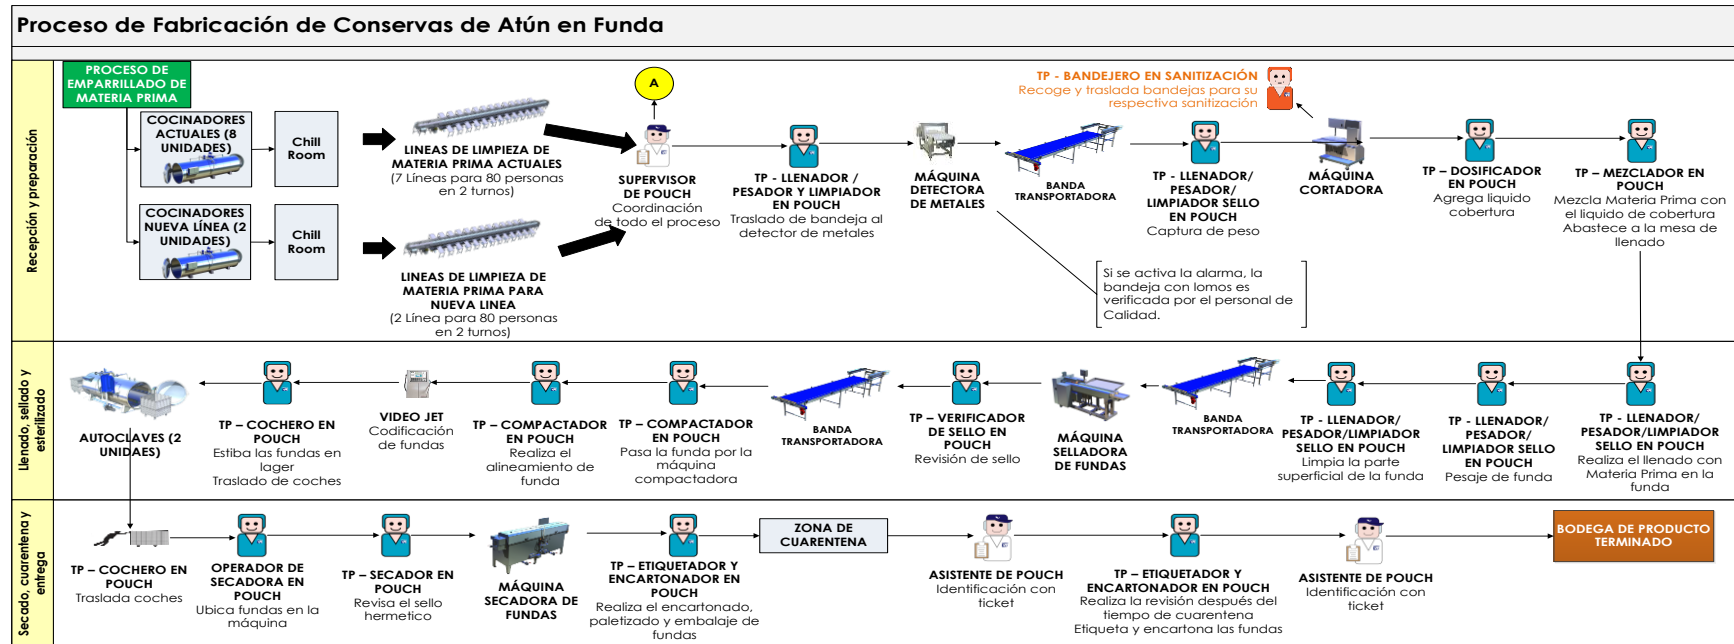 Proceso de Fabricación de Conservas de Atún en Funda
Recepción y preparación
PROCESO DE
EMPARRILLADO DE
MATERIA PRIMA
COCINADORES
ACTUALES (8
UNIDADES)
Chill
Room
COCINADORES
NUEVA LÍNEA (2
UNIDADES)
Chill
Room
LINEAS DE LIMPIEZA DE
MATERIA PRIMA ACTUALES
(7 Líneas para 80 personas
en 2 turnos)
LINEAS DE LIMPIEZA DE
MATERIA PRIMA PARA
NUEVA LINEA
(2 Línea para 80 personas
en 2 turnos)
A
SUPERVISOR
DE POUCH
Coordinación
de todo el proceso
TP - LLENADOR /
PESADOR Y LIMPIADOR
EN POUCH
Traslado de bandeja al
detector de metales
MÁQUINA
DETECTORA
DE METALES
Si se activa la alarma, la
bandeja con lomos es
verificada por el personal de
Calidad.
BANDA
TRANSPORTADORA
TP - LLENADOR/
PESADOR/
LIMPIADOR SELLO
EN POUCH
Captura de peso
TP - BANDEJERO EN SANITIZACIÓN
Recoge y traslada bandejas para su
respectiva sanitización
MÁQUINA
CORTADORA
TP – DOSIFICADOR
EN POUCH
Agrega liquido
cobertura
TP – MEZCLADOR EN
POUCH
Mezcla Materia Prima con
el liquido de cobertura
Abastece a la mesa de
llenado
Llenado, sellado y
esterilizado
AUTOCLAVES (2
UNIDAES)
TP – COCHERO EN
POUCH
Estiba las fundas en
lager
Traslado de coches
VIDEO JET
Codificación
de fundas
TP – COMPACTADOR
EN POUCH
Realiza el
alineamiento de
funda
TP – COMPACTADOR
EN POUCH
Pasa la funda por la
máquina
compactadora
BANDA
TRANSPORTADORA
TP – VERIFICADOR
DE SELLO EN
POUCH
Revisión de sello
MÁQUINA
SELLADORA
DE FUNDAS
BANDA
TRANSPORTADORA
TP - LLENADOR/
PESADOR/LIMPIADOR
SELLO EN POUCH
Limpia la parte
superficial de la funda
TP - LLENADOR/
PESADOR/
LIMPIADOR SELLO
EN POUCH
Pesaje de funda
TP - LLENADOR/
PESADOR/LIMPIADOR
SELLO EN POUCH
Realiza el llenado con
Materia Prima en la
funda
Secado, cuarentena y
entrega
TP – COCHERO EN
POUCH
Traslada coches
OPERADOR DE
SECADORA EN
POUCH
Ubica fundas en la
máquina
TP – SECADOR EN
POUCH
Revisa el sello
hermetico
MÁQUINA
SECADORA DE
FUNDAS
TP – ETIQUETADOR Y
ENCARTONADOR EN
POUCH
Realiza el encartonado,
paletizado y embalaje de
fundas
ZONA DE
CUARENTENA
ASISTENTE DE POUCH
Identificación con
ticket
TP – ETIQUETADOR Y
ENCARTONADOR EN POUCH
Realiza la revisión después del
tiempo de cuarentena
Etiqueta y encartona las fundas
ASISTENTE DE POUCH
Identificación con
ticket
BODEGA DE PRODUCTO
TERMINADO